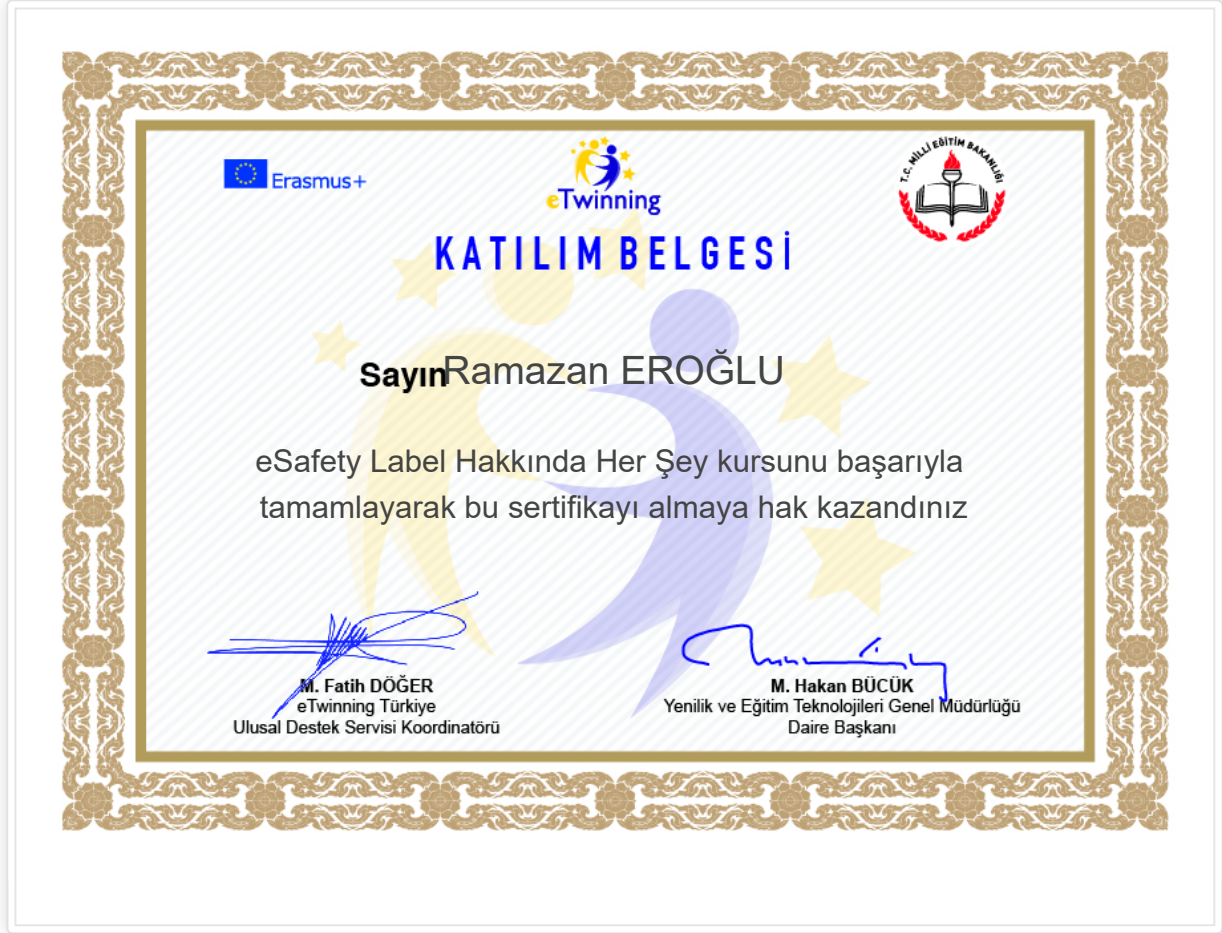 Erasmus+
eTwinning
T.C. MİLLİ EĞİTİM BAKANLIĞI
KATILIM BELGESİ
Sayın Ramazan EROĞLU
eSafety Label Hakkında Her Şey kursunu başarıyla
tamamlayarak bu sertifikayı almaya hak kazandınız
M. Fatih DÖĞER
eTwinning Türkiye
Ulusal Destek Servisi Koordinatörü
M. Hakan BÜCÜK
Yenilik ve Eğitim Teknolojileri Genel Müdürlüğü
Daire Başkanı